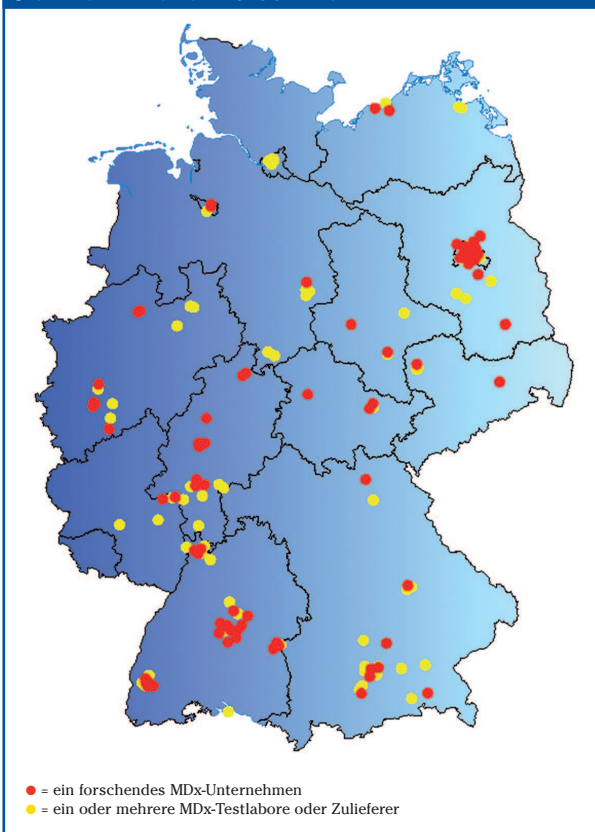 = ein forschendes MDx-Unternehmen
= ein oder mehrere MDx-Testlabore oder Zulieferer